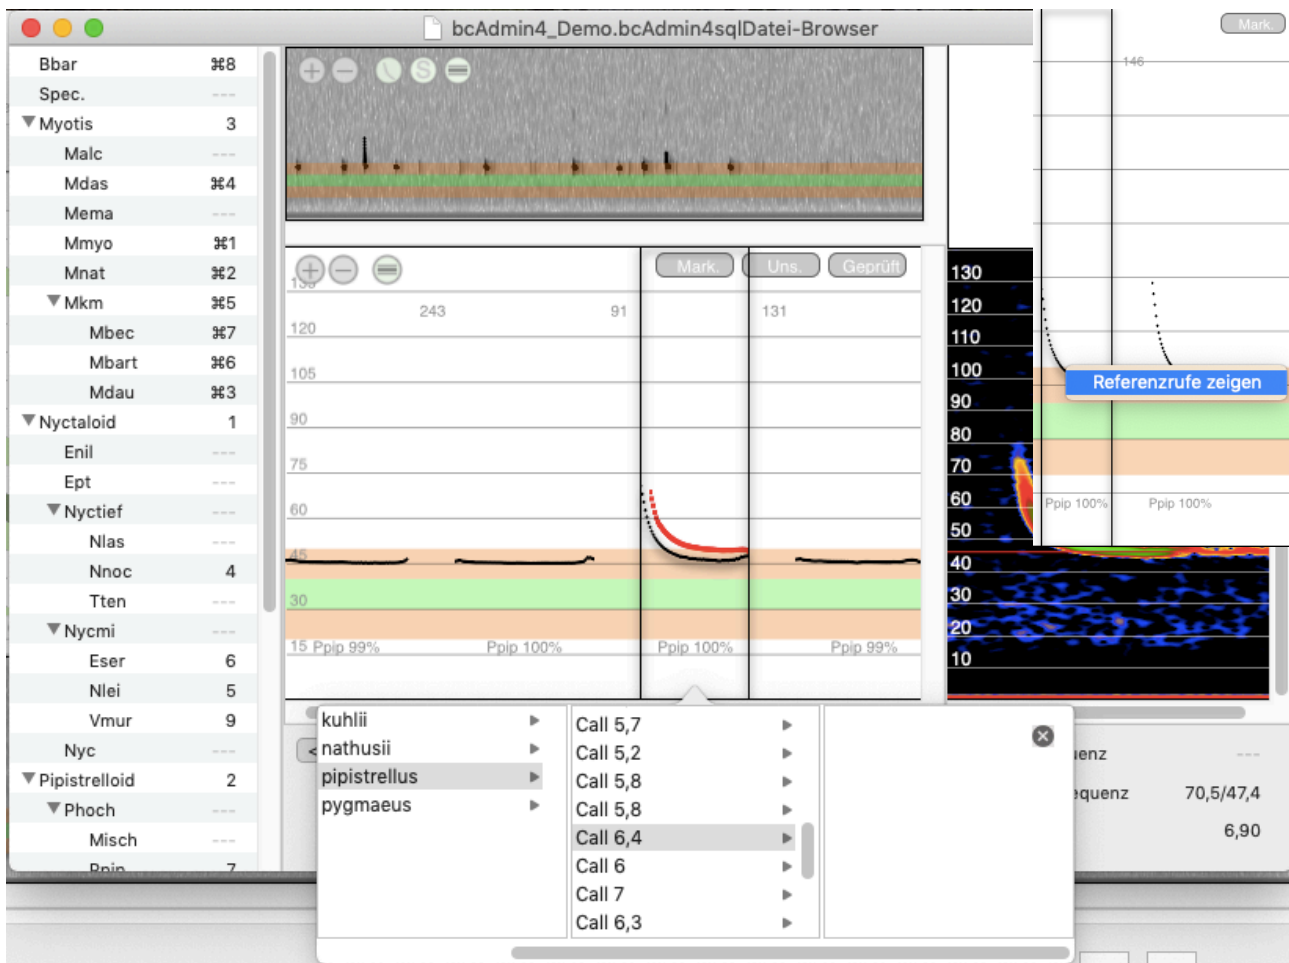 bcAdmin4_Demo.bcAdmin4sqlDatei-Browser
Bbar ⌘8
Spec. ---
Myotis 3
Malc ---
Mdas ⌘4
Mema ---
Mmyo ⌘1
Mnat ⌘2
Mkm ⌘5
Mbec ⌘7
Mbart ⌘6
Mdau ⌘3
Nyctaloid 1
Enil ---
Ept ---
Nyctief ---
Nlas ---
Nnoc 4
Tten ---
Nycmi ---
Eser 6
Nlei 5
Vmur 9
Nyc ---
Pipistrelloid 2
Phoch ---
Misch ---
Ppip 7
S
Mark. Uns. Geprüft
135
243 91 131
120
105
90
75
60
45
30
15 Ppip 99% Ppip 100% Ppip 100% Ppip 99%
130
120
110
100
90
80
70
60
50
40
30
20
10
Mark.
146
Referenzrufe zeigen
Ppip 100% Ppip 100%
<
kuhlii
nathusii
pipistrellus
pygmaeus
Call 5,7
Call 5,2
Call 5,8
Call 5,8
Call 6,4
Call 6
Call 7
Call 6,3
uenz ---
equenz 70,5/47,4
6,90